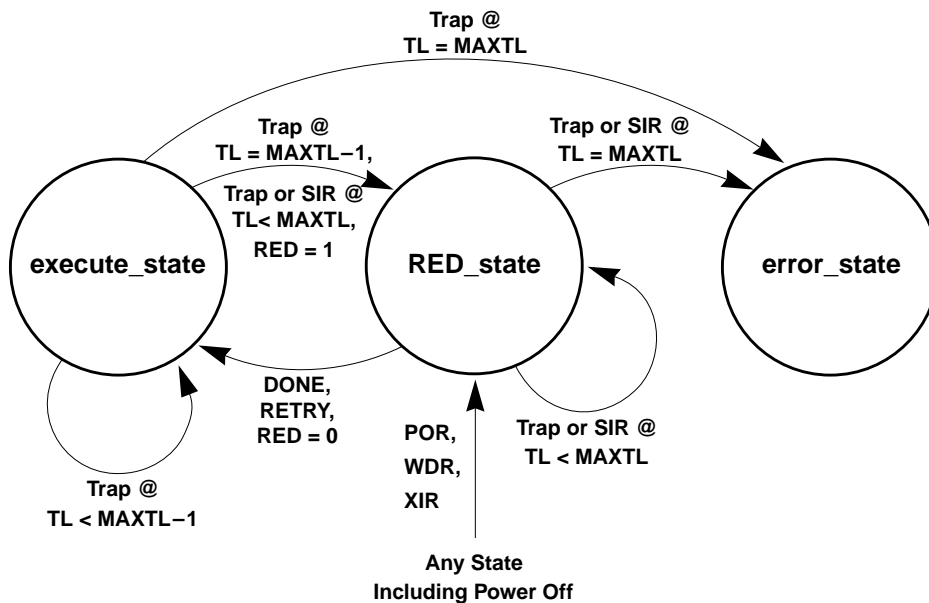 Trap @
TL = MAXTL
Trap @
TL = MAXTL−1,
Trap or SIR @
TL< MAXTL,
RED = 1
Trap or SIR @
TL = MAXTL
execute_state
RED_state
error_state
DONE,
RETRY,
RED = 0
POR,
WDR,
XIR
Trap or SIR @
TL < MAXTL
Trap @
TL < MAXTL−1
Any State
Including Power Off